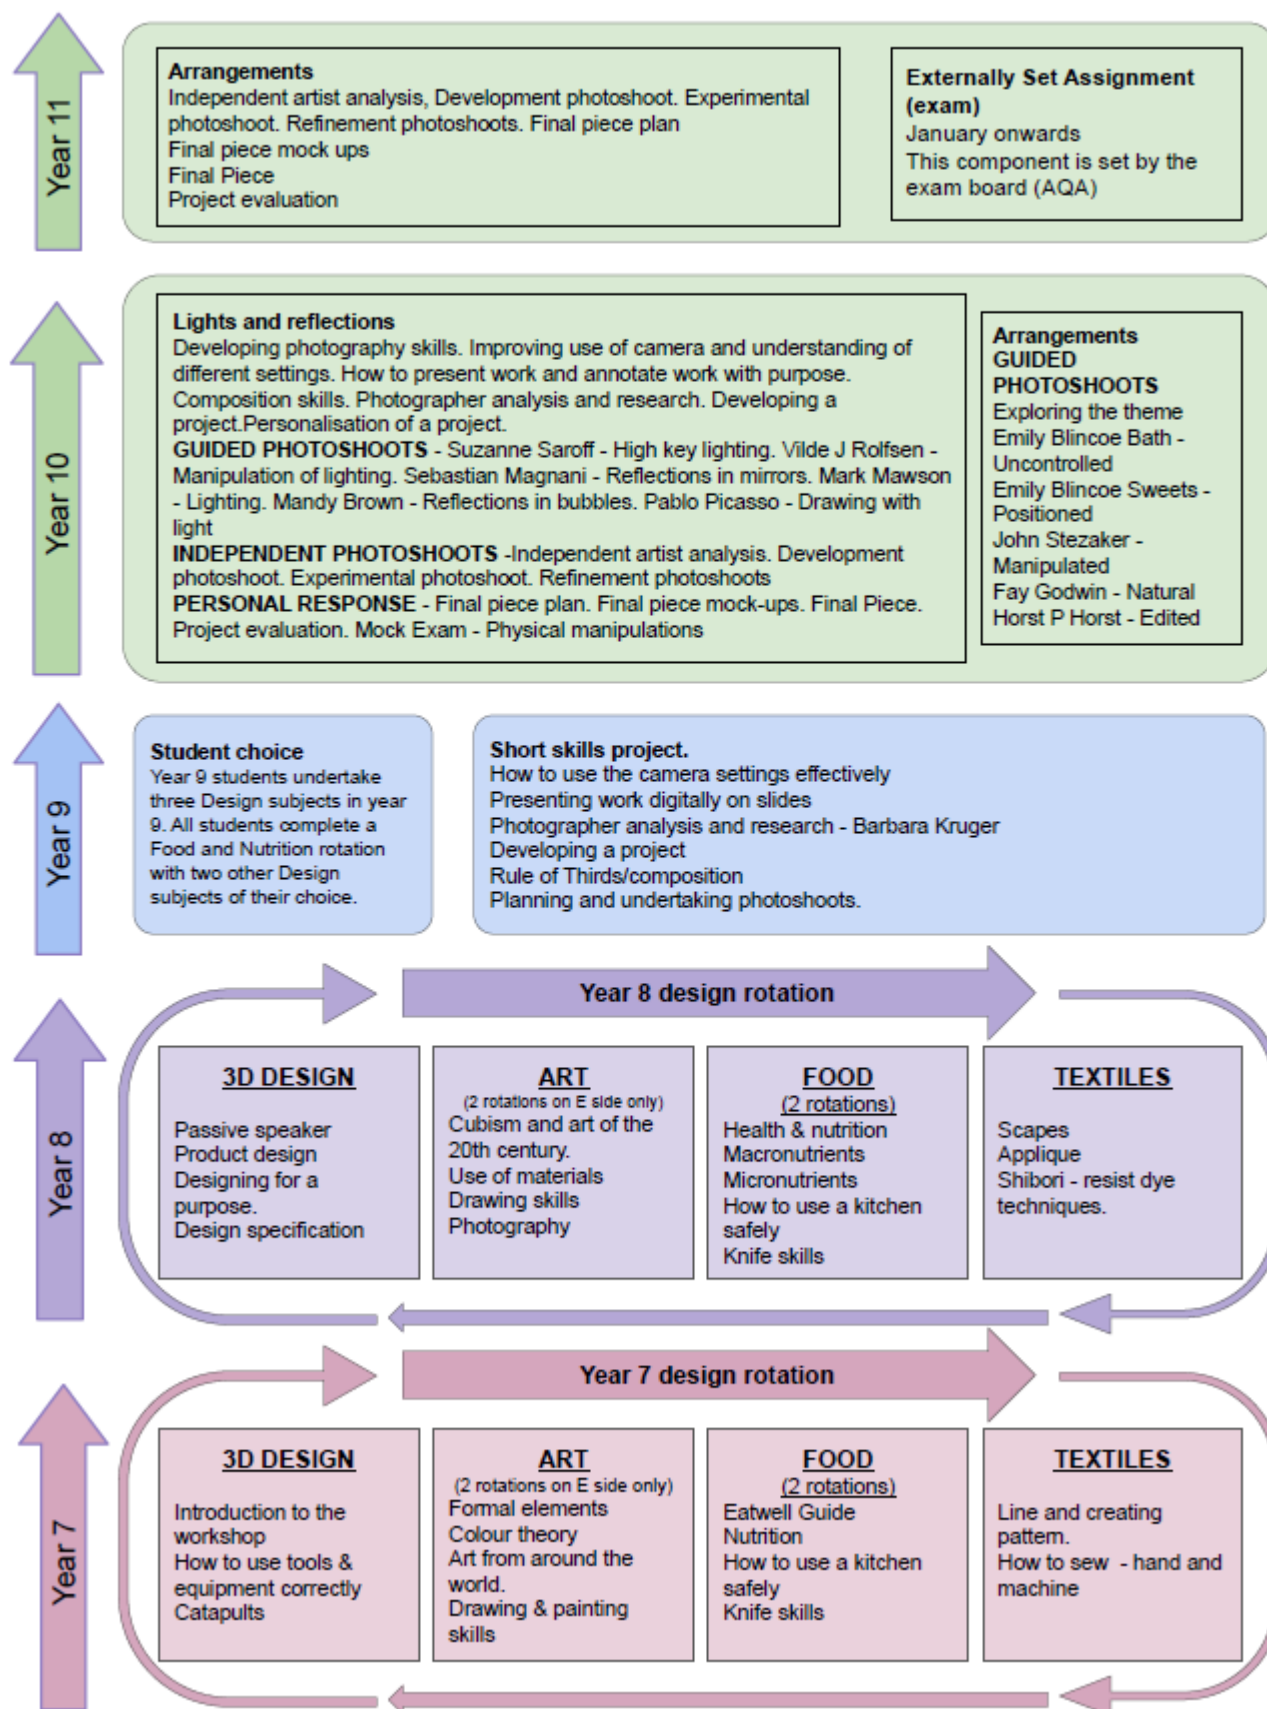 Year 11
Arrangements
Independent artist analysis, Development photoshoot. Experimental
photoshoot. Refinement photoshoots. Final piece plan
Final piece mock ups
Final Piece
Project evaluation
Externally Set Assignment
(exam)
January onwards
This component is set by the
exam board (AQA)
Year 10
Lights and reflections
Developing photography skills. Improving use of camera and understanding of
different settings. How to present work and annotate work with purpose.
Composition skills. Photographer analysis and research. Developing a
project.Personalisation of a project.
GUIDED PHOTOSHOOTS - Suzanne Saroff - High key lighting. Vilde J Rolfsen -
Manipulation of lighting. Sebastian Magnani - Reflections in mirrors. Mark Mawson
- Lighting. Mandy Brown - Reflections in bubbles. Pablo Picasso - Drawing with
light
INDEPENDENT PHOTOSHOOTS -Independent artist analysis. Development
photoshoot. Experimental photoshoot. Refinement photoshoots
PERSONAL RESPONSE - Final piece plan. Final piece mock-ups. Final Piece.
Project evaluation. Mock Exam - Physical manipulations
Arrangements
GUIDED
PHOTOSHOOTS
Exploring the theme
Emily Blincoe Bath -
Uncontrolled
Emily Blincoe Sweets -
Positioned
John Stezaker -
Manipulated
Fay Godwin - Natural
Horst P Horst - Edited
Year 9
Student choice
Year 9 students undertake
three Design subjects in year
9. All students complete a
Food and Nutrition rotation
with two other Design
subjects of their choice.
Short skills project.
How to use the camera settings effectively
Presenting work digitally on slides
Photographer analysis and research - Barbara Kruger
Developing a project
Rule of Thirds/composition
Planning and undertaking photoshoots.
Year 8
Year 8 design rotation
3D DESIGN
Passive speaker
Product design
Designing for a
purpose.
Design specification
ART
(2 rotations on E side only)
Cubism and art of the
20th century.
Use of materials
Drawing skills
Photography
FOOD
(2 rotations)
Health & nutrition
Macronutrients
Micronutrients
How to use a kitchen
safely
Knife skills
TEXTILES
Scapes
Applique
Shibori - resist dye
techniques.
Year 7
Year 7 design rotation
3D DESIGN
Introduction to the
workshop
How to use tools &
equipment correctly
Catapults
ART
(2 rotations on E side only)
Formal elements
Colour theory
Art from around the
world.
Drawing & painting
skills
FOOD
(2 rotations)
Eatwell Guide
Nutrition
How to use a kitchen
safely
Knife skills
TEXTILES
Line and creating
pattern.
How to sew - hand and
machine